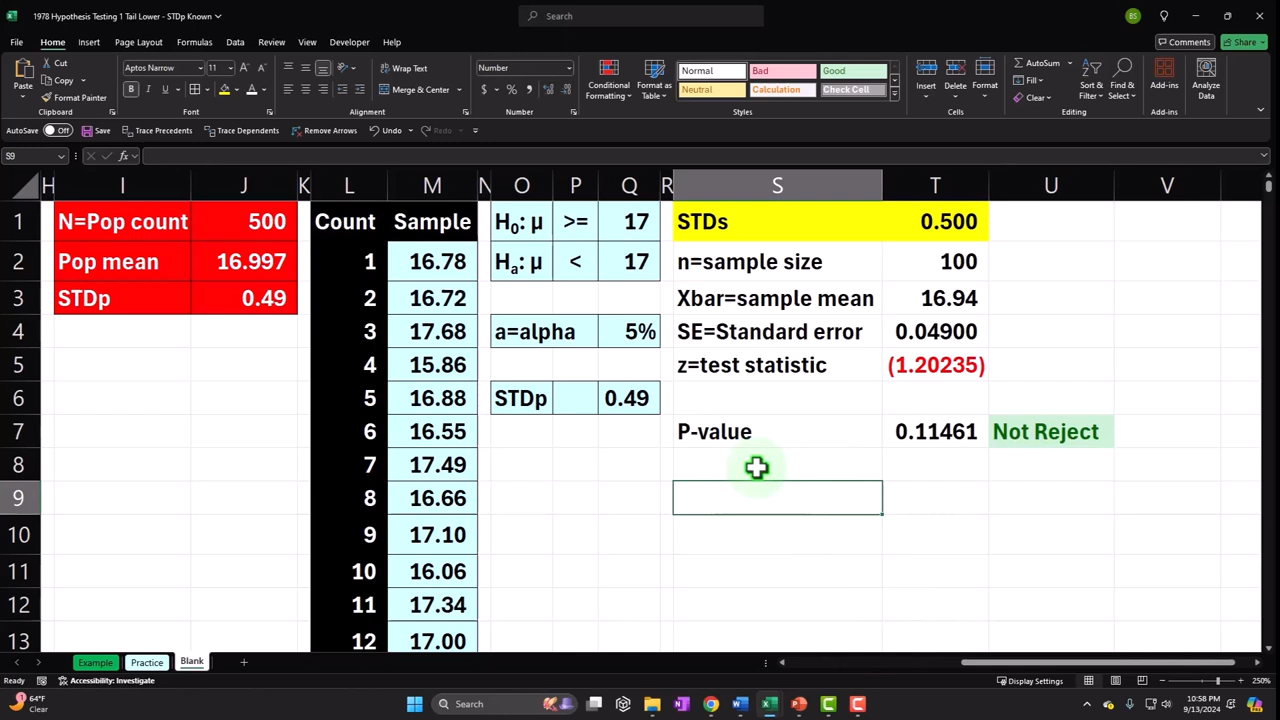 1978 Hypothesis Testing 1 Tail Lower - STDp Known
Search
BS
File Home Insert Page Layout Formulas Data Review View Developer Help
Comments Share
Paste
Cut
Copy
Format Painter
Clipboard
Aptos Narrow 11
B I U
Font
Wrap Text
Merge & Center
Alignment
Number
$ % 
Number
Conditional Formatting
Format as Table
Normal Bad Good
Neutral Calculation Check Cell
Styles
Insert Delete Format
Cells
AutoSum
Fill
Clear
Sort & Filter
Find & Select
Editing
Add-ins
Add-ins
Analyze Data
AutoSave Off Save Trace Precedents Trace Dependents Remove Arrows Undo Redo
S9 fx
H I J K L M N O P Q R S T U V
1 N=Pop count 500 Count Sample H0: µ >= 17 STDs 0.500
2 Pop mean 16.997 1 16.78 Ha: µ < 17 n=sample size 100
3 STDp 0.49 2 16.72 Xbar=sample mean 16.94
4 3 17.68 a=alpha 5% SE=Standard error 0.04900
5 4 15.86 z=test statistic (1.20235)
6 5 16.88 STDp 0.49
7 6 16.55 P-value 0.11461 Not Reject
8 7 17.49
9 8 16.66
10 9 17.10
11 10 16.06
12 11 17.34
13 12 17.00
Example Practice Blank
Ready Accessibility: Investigate Display Settings 250%
1 64°F
Clear
Search
10:58 PM
9/13/2024